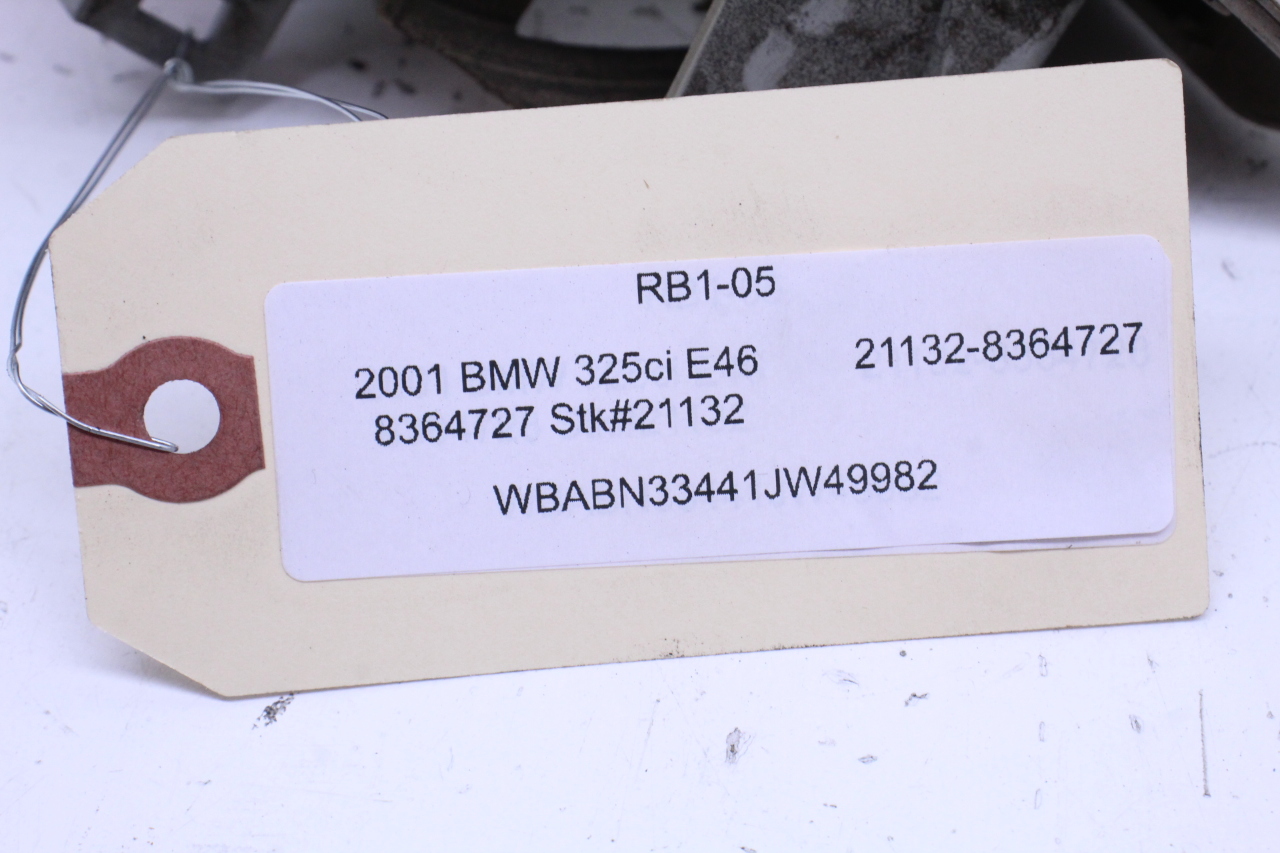 RB1-05
2001 BMW 325ci E46 21132-8364727
8364727 Stk#21132
WBABN33441JW49982